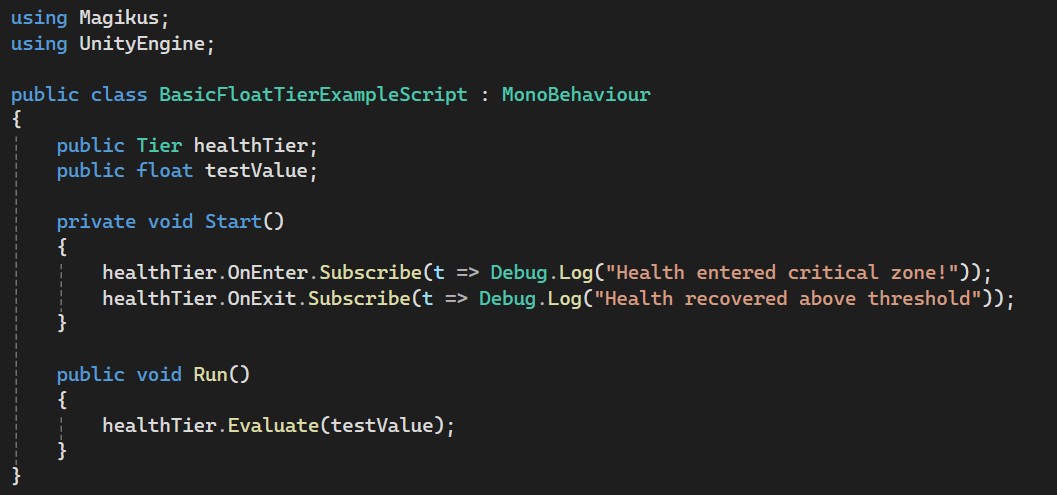 using Magikus;
using UnityEngine;

public class BasicFloatTierExampleScript : MonoBehaviour
{
    public Tier healthTier;
    public float testValue;

    private void Start()
    {
        healthTier.OnEnter.Subscribe(t => Debug.Log("Health entered critical zone!"));
        healthTier.OnExit.Subscribe(t => Debug.Log("Health recovered above threshold"));
    }

    public void Run()
    {
        healthTier.Evaluate(testValue);
    }
}